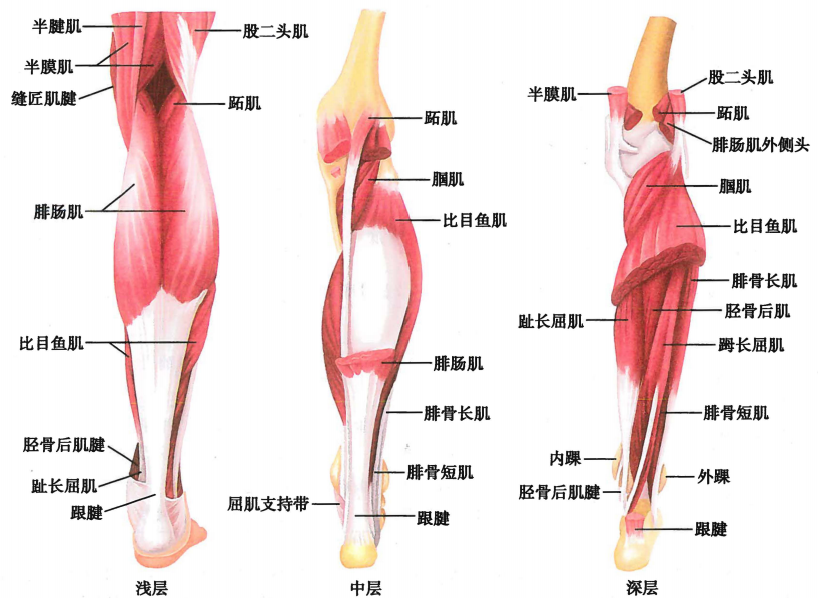 半腱肌
股二头肌
半膜肌
缝匠肌腱
跖肌
腓肠肌
比目鱼肌
胫骨后肌腱
趾长屈肌
跟腱
浅层
跖肌
腘肌
比目鱼肌
腓肠肌
腓骨长肌
腓骨短肌
屈肌支持带
跟腱
中层
股二头肌
半膜肌
跖肌
腓肠肌外侧头
腘肌
比目鱼肌
腓骨长肌
胫骨后肌
趾长屈肌
𧿹长屈肌
腓骨短肌
内踝
外踝
胫骨后肌腱
跟腱
深层